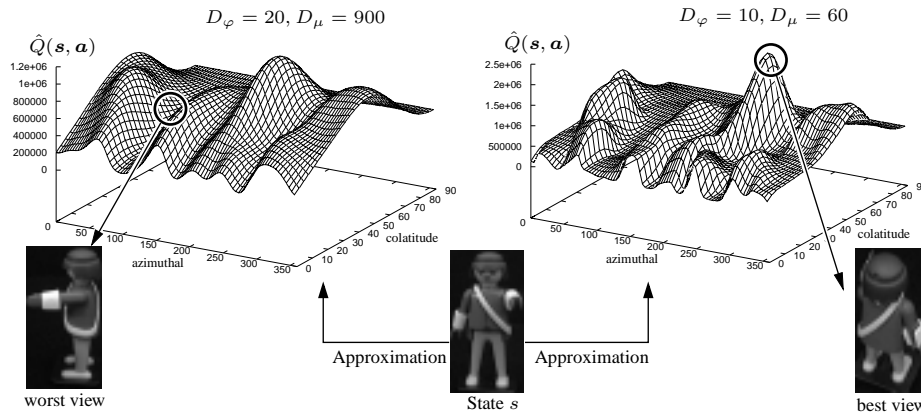 D_φ = 20, D_μ = 900
D_φ = 10, D_μ = 60
Q̂(s, a)
1.2e+06
1e+06
800000
600000
400000
200000
0
0
50
100
150
200
250
300
350
azimuthal
0
10
20
30
40
50
60
70
80
90
colatitude
Q̂(s, a)
2.5e+06
2e+06
1.5e+06
1e+06
500000
0
0
50
100
150
200
250
300
350
azimuthal
0
10
20
30
40
50
60
70
80
9
colatitude
Approximation
Approximation
worst view
State s
best view